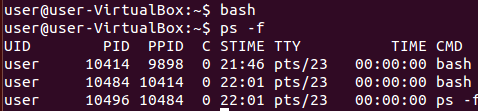 user@user-VirtualBox:~$ bash
user@user-VirtualBox:~$ ps -f
UID        PID  PPID  C STIME TTY          TIME CMD
user     10414  9898  0 21:46 pts/23   00:00:00 bash
user     10484 10414  0 22:01 pts/23   00:00:00 bash
user     10496 10484  0 22:01 pts/23   00:00:00 ps -f